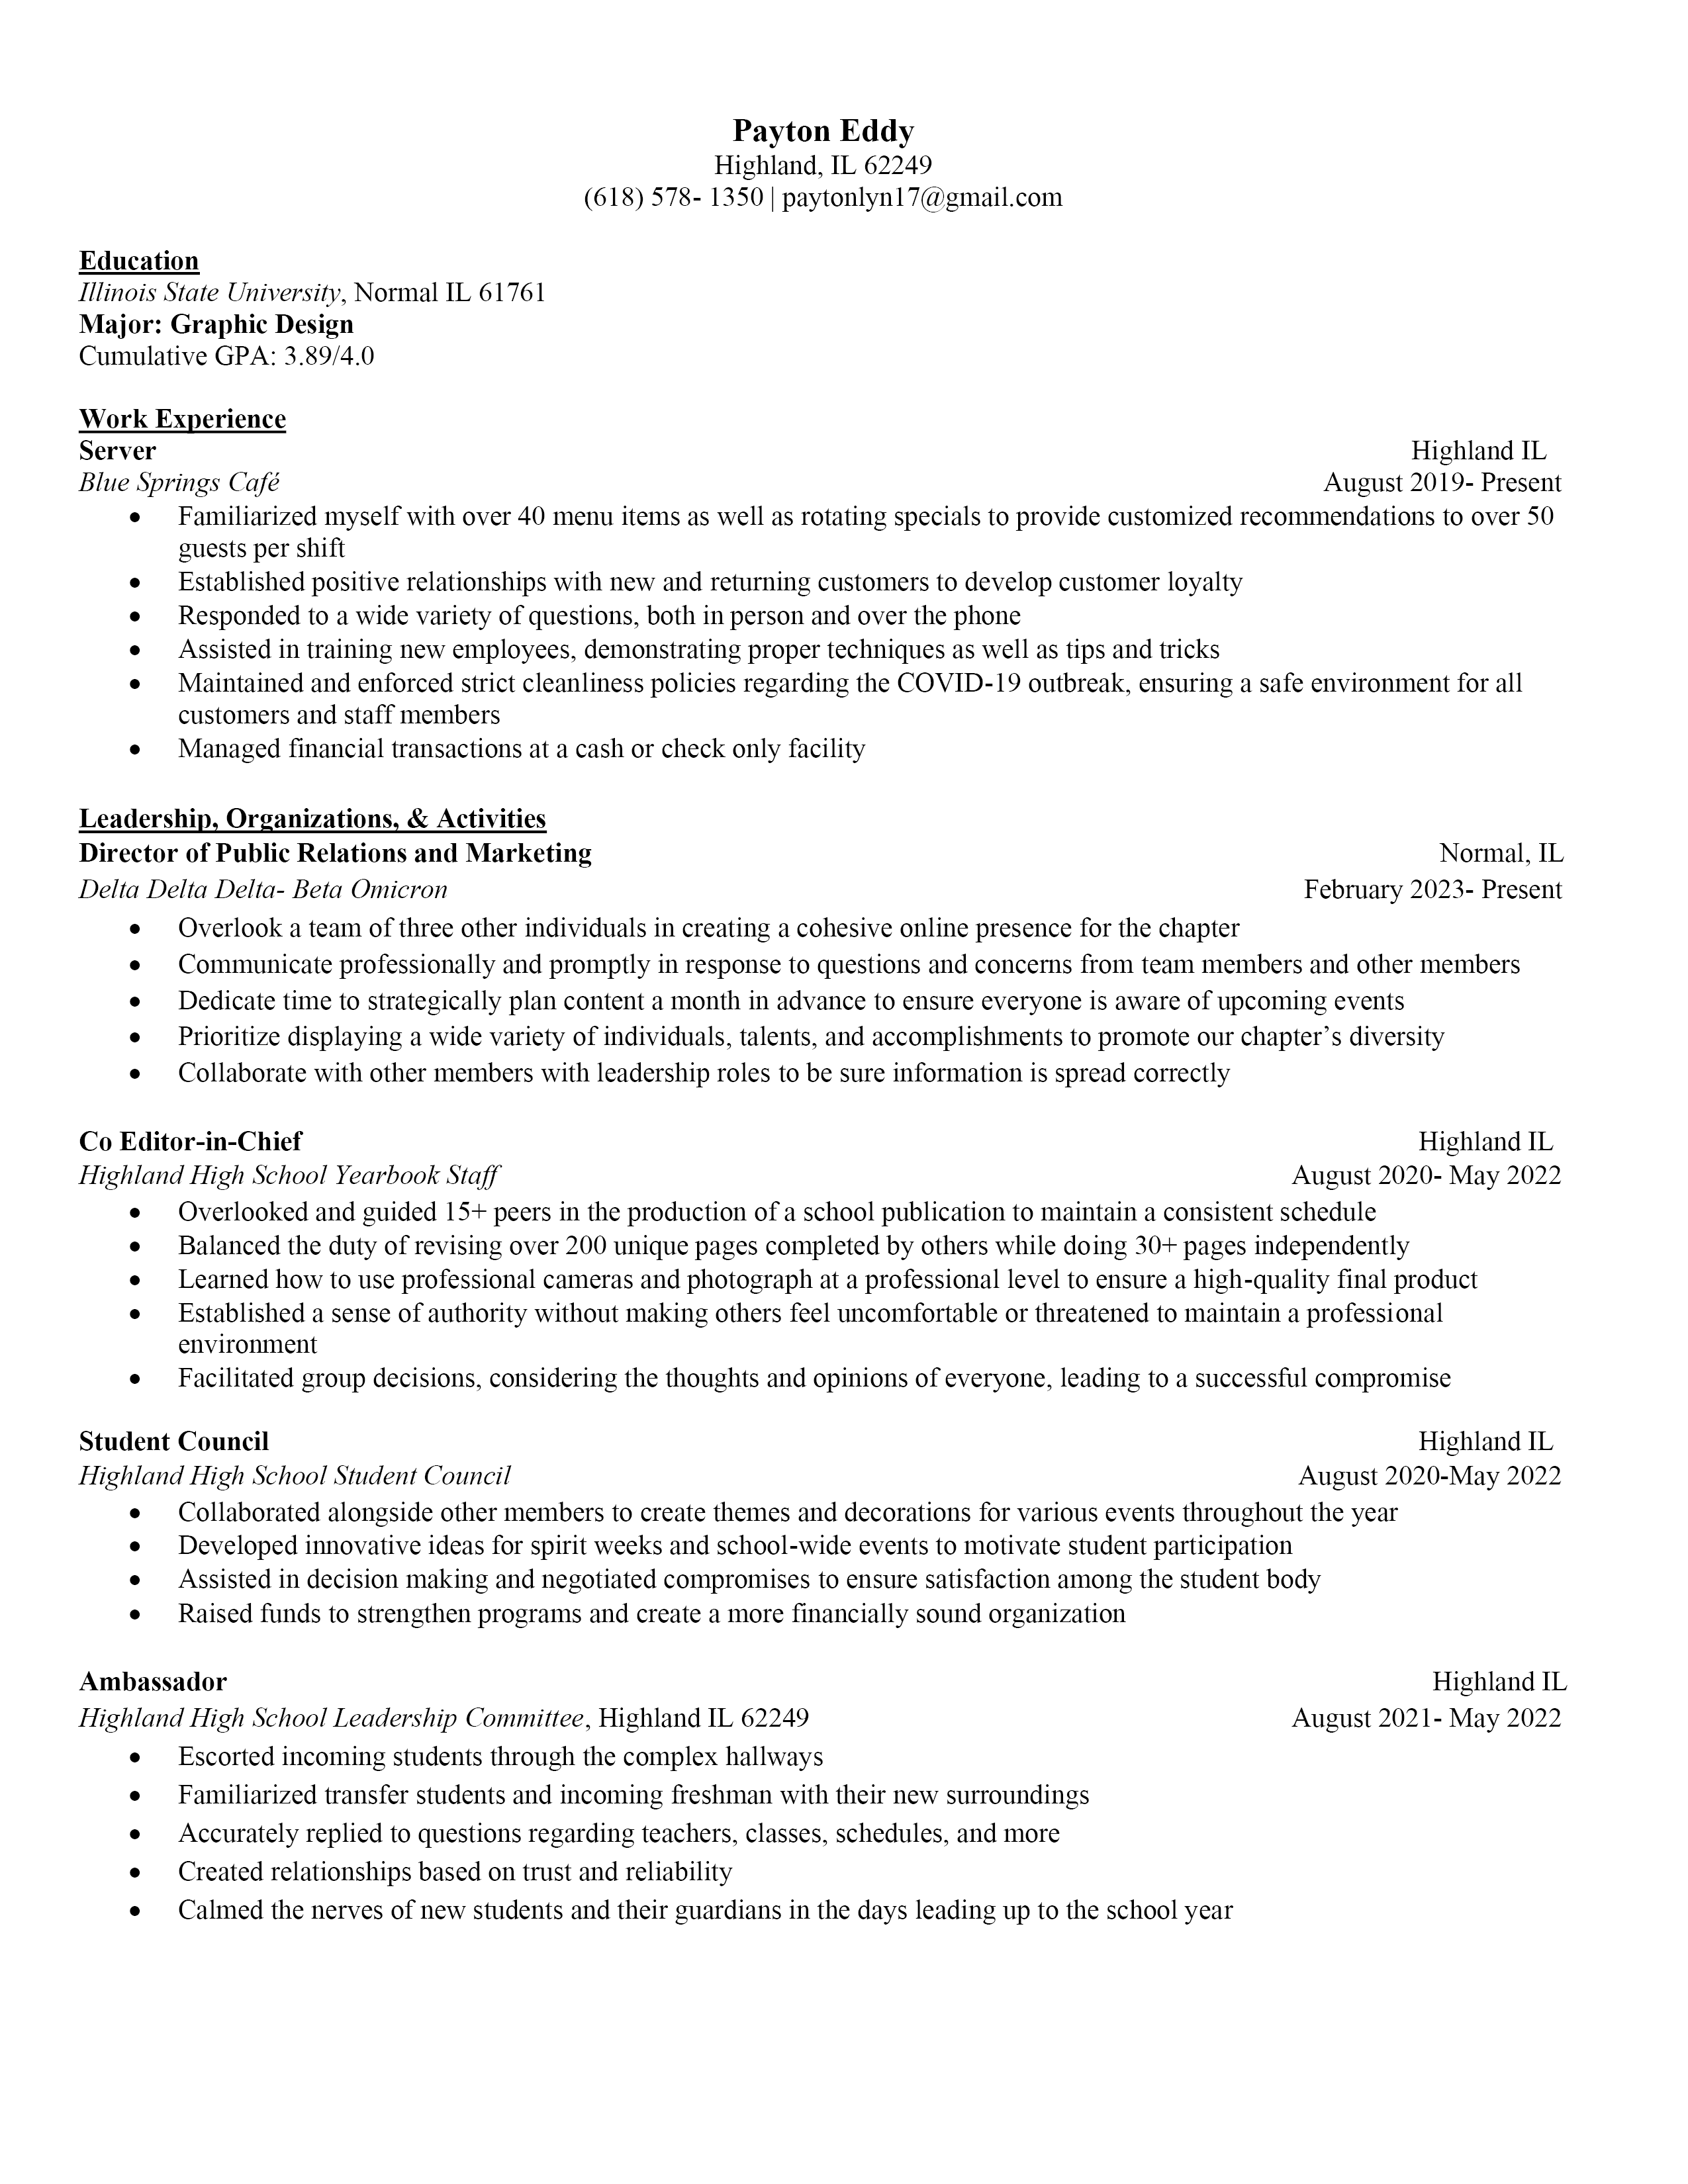 Payton Eddy
Highland, IL 62249
(618) 578- 1350 | paytonlyn17@gmail.com
Education
Illinois State University, Normal IL 61761
Major: Graphic Design
Cumulative GPA: 3.89/4.0
Work Experience
Server Highland IL
Blue Springs Café August 2019- Present
• Familiarized myself with over 40 menu items as well as rotating specials to provide customized recommendations to over 50
guests per shift
• Established positive relationships with new and returning customers to develop customer loyalty
• Responded to a wide variety of questions, both in person and over the phone
• Assisted in training new employees, demonstrating proper techniques as well as tips and tricks
• Maintained and enforced strict cleanliness policies regarding the COVID-19 outbreak, ensuring a safe environment for all
customers and staff members
• Managed financial transactions at a cash or check only facility
Leadership, Organizations, & Activities
Director of Public Relations and Marketing Normal, IL
Delta Delta Delta- Beta Omicron February 2023- Present
• Overlook a team of three other individuals in creating a cohesive online presence for the chapter
• Communicate professionally and promptly in response to questions and concerns from team members and other members
• Dedicate time to strategically plan content a month in advance to ensure everyone is aware of upcoming events
• Prioritize displaying a wide variety of individuals, talents, and accomplishments to promote our chapter’s diversity
• Collaborate with other members with leadership roles to be sure information is spread correctly
Co Editor-in-Chief Highland IL
Highland High School Yearbook Staff August 2020- May 2022
• Overlooked and guided 15+ peers in the production of a school publication to maintain a consistent schedule
• Balanced the duty of revising over 200 unique pages completed by others while doing 30+ pages independently
• Learned how to use professional cameras and photograph at a professional level to ensure a high-quality final product
• Established a sense of authority without making others feel uncomfortable or threatened to maintain a professional
environment
• Facilitated group decisions, considering the thoughts and opinions of everyone, leading to a successful compromise
Student Council Highland IL
Highland High School Student Council August 2020-May 2022
• Collaborated alongside other members to create themes and decorations for various events throughout the year
• Developed innovative ideas for spirit weeks and school-wide events to motivate student participation
• Assisted in decision making and negotiated compromises to ensure satisfaction among the student body
• Raised funds to strengthen programs and create a more financially sound organization
Ambassador Highland IL
Highland High School Leadership Committee, Highland IL 62249 August 2021- May 2022
• Escorted incoming students through the complex hallways
• Familiarized transfer students and incoming freshman with their new surroundings
• Accurately replied to questions regarding teachers, classes, schedules, and more
• Created relationships based on trust and reliability
• Calmed the nerves of new students and their guardians in the days leading up to the school year